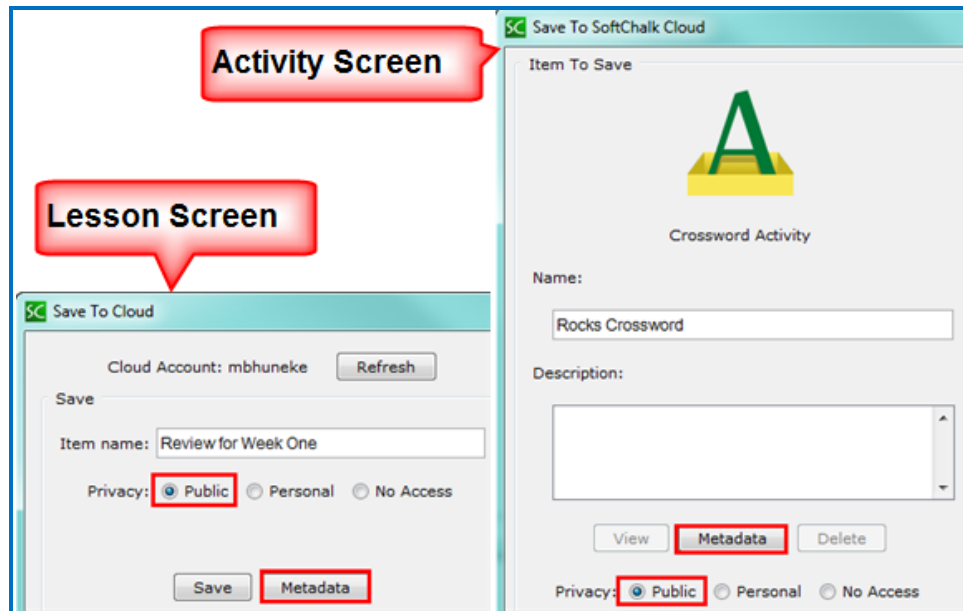 Activity Screen
Lesson Screen
SC Save To Cloud
Cloud Account: mbhuneke Refresh
Save
Item name: Review for Week One
Privacy: Public Personal No Access
Save Metadata
SC Save To SoftChalk Cloud
Item To Save
A
Crossword Activity
Name:
Rocks Crossword
Description:
View Metadata Delete
Privacy: Public Personal No Access